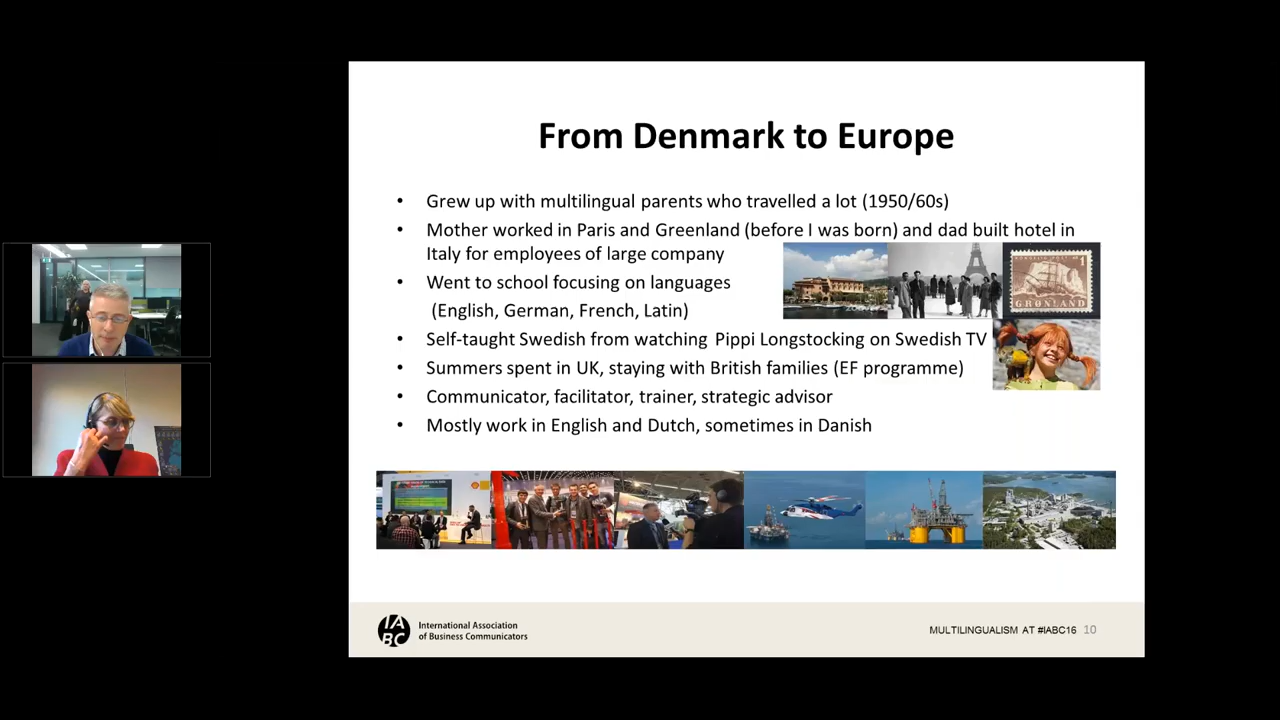 From Denmark to Europe
• Grew up with multilingual parents who travelled a lot (1950/60s)
• Mother worked in Paris and Greenland (before I was born) and dad built hotel in
Italy for employees of large company
• Went to school focusing on languages
(English, German, French, Latin)
• Self-taught Swedish from watching Pippi Longstocking on Swedish TV
• Summers spent in UK, staying with British families (EF programme)
• Communicator, facilitator, trainer, strategic advisor
• Mostly work in English and Dutch, sometimes in Danish
GRØNLAND
IA
BC
International Association
of Business Communicators
MULTILINGUALISM AT #IABC16 10